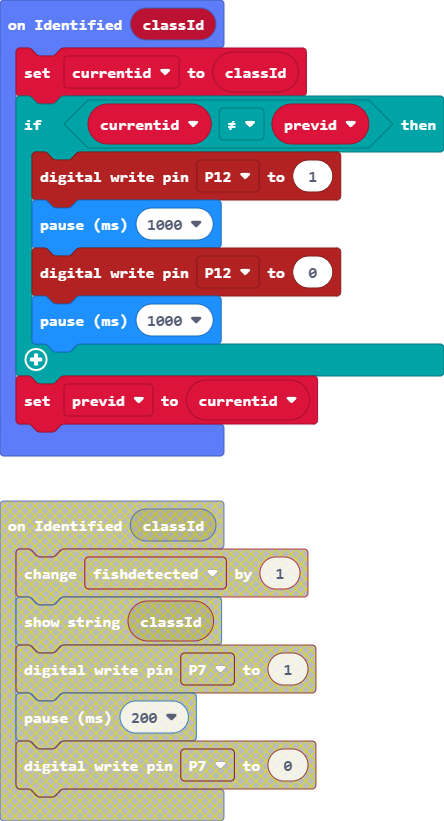 on Identified classId
set currentid to classId
if currentid ≠ previd then
digital write pin P12 to 1
pause (ms) 1000
digital write pin P12 to 0
pause (ms) 1000
set previd to currentid
on Identified classId
change fishdetected by 1
show string classId
digital write pin P7 to 1
pause (ms) 200
digital write pin P7 to 0